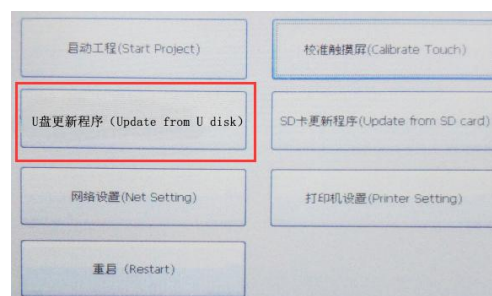 启动工程(Start Project)
校准触摸屏(Calibrate Touch)
U盘更新程序（Update from U disk）
SD卡更新程序(Update from SD card)
网络设置(Net Setting)
打印机设置(Printer Setting)
重启（Restart）